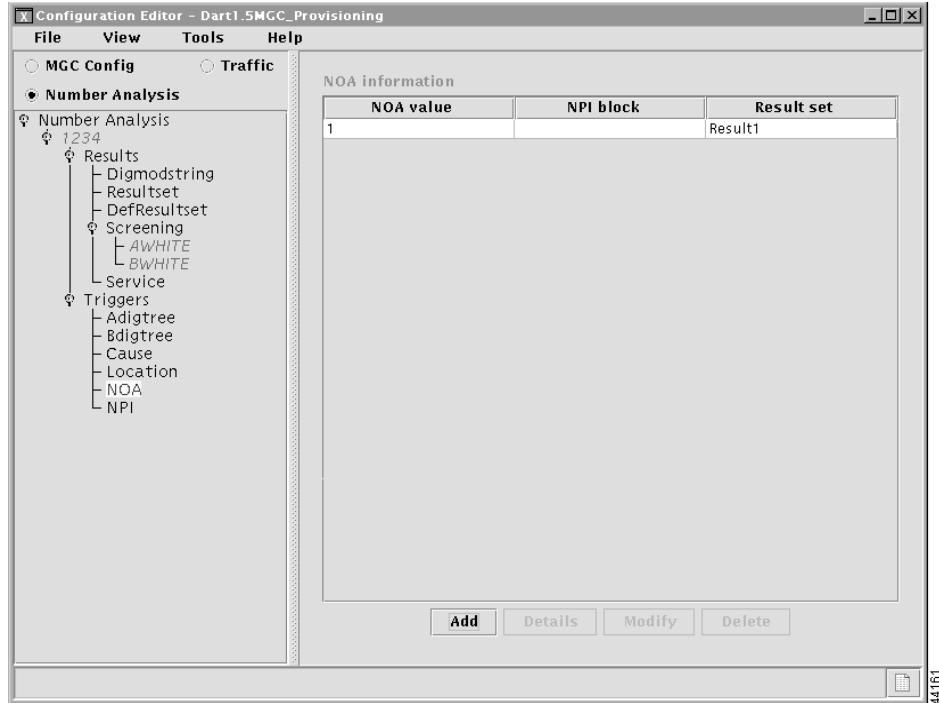 Configuration Editor - Dart1.5MGC_Provisioning
File View Tools Help
MGC Config Traffic
Number Analysis
Number Analysis
1234
Results
Digmodstring
Resultset
DefResultset
Screening
AWHITE
BWHITE
Service
Triggers
Adigtree
Bdigtree
Cause
Location
NOA
NPI
NOA information
NOA value NPI block Result set
1 Result1
Add Details Modify Delete
44161